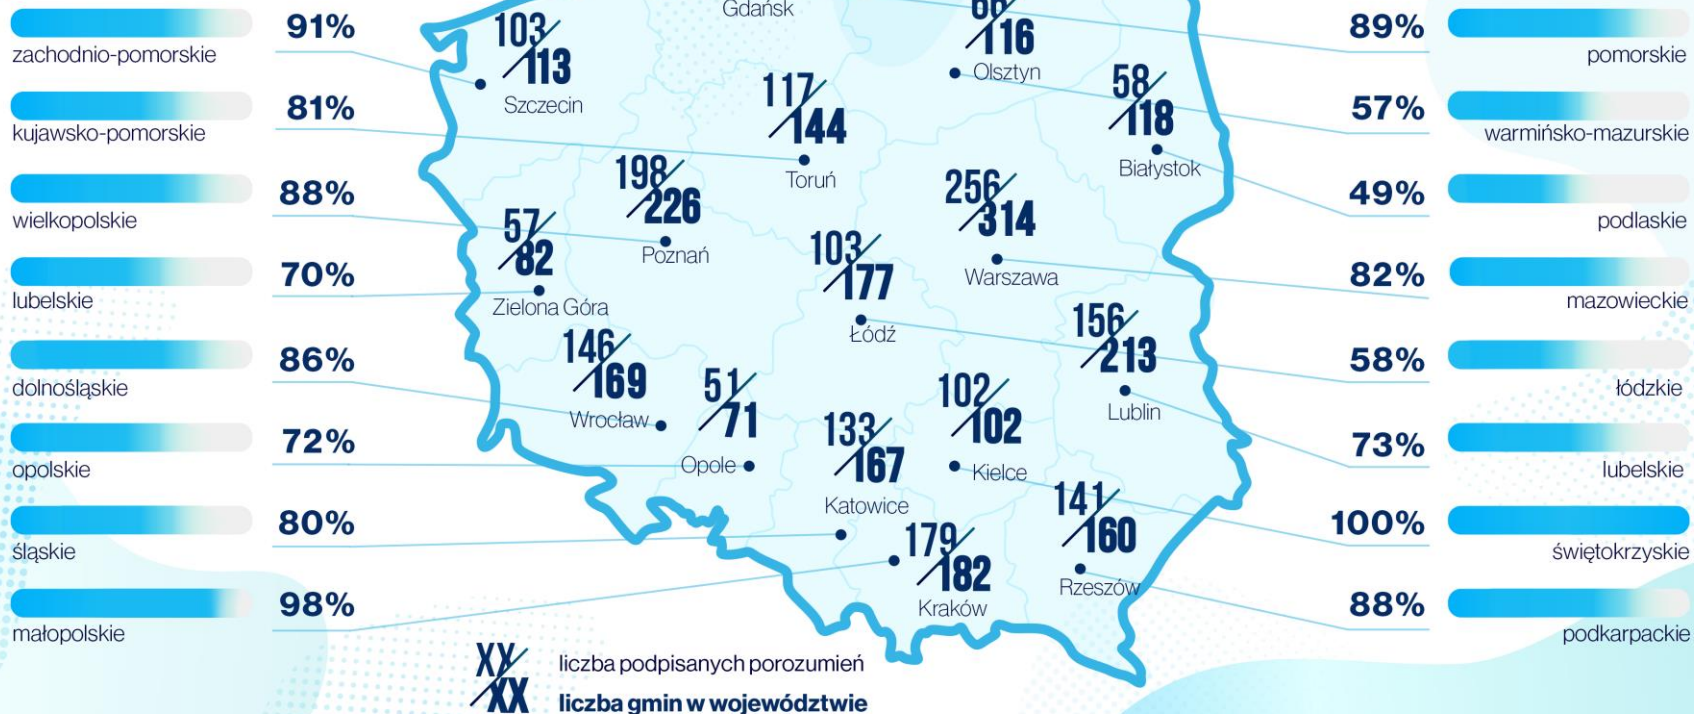 91%
zachodnio-pomorskie
81%
kujawsko-pomorskie
88%
wielkopolskie
70%
lubelskie
86%
dolnośląskie
72%
opolskie
80%
śląskie
98%
małopolskie
Gdańsk
103
113
Szczecin
66
116
Olsztyn
58
118
Białystok
117
144
Toruń
198
226
Poznań
256
314
Warszawa
57
82
Zielona Góra
103
177
Łódź
156
213
Lublin
146
169
Wrocław
51
71
Opole
102
102
Kielce
133
167
Katowice
141
160
Rzeszów
179
182
Kraków
89%
pomorskie
57%
warmińsko-mazurskie
49%
podlaskie
82%
mazowieckie
58%
łódzkie
73%
lubelskie
100%
świętokrzyskie
88%
podkarpackie
XX
liczba podpisanych porozumień
XX
liczba gmin w województwie